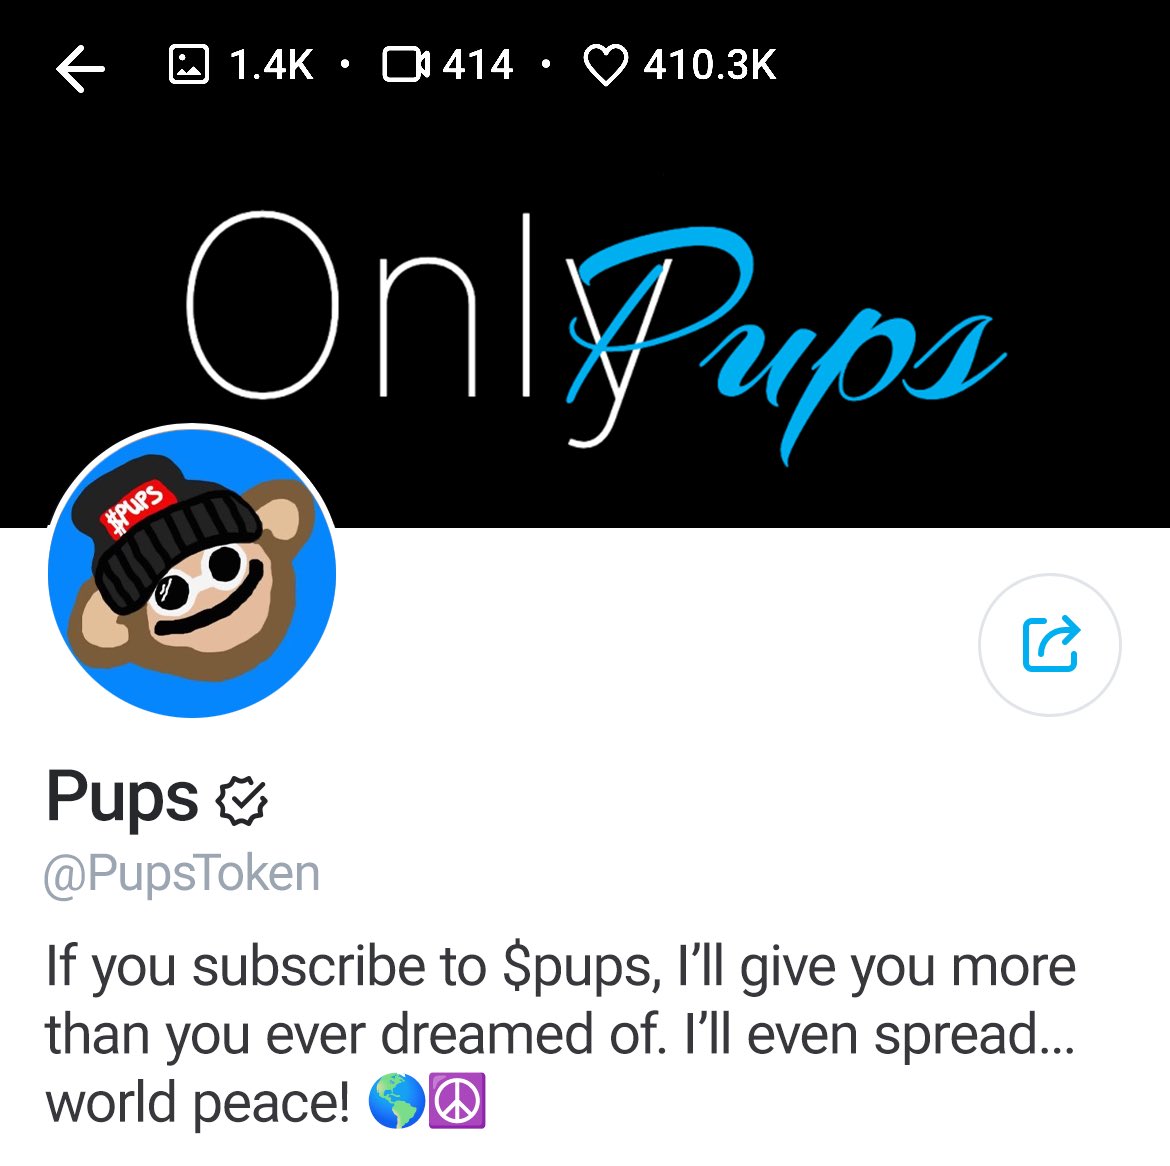 1.4K • 414 • 410.3K
OnlyPups
$PUPS
Pups
@PupsToken
If you subscribe to $pups, I’ll give you more
than you ever dreamed of. I’ll even spread...
world peace! 🌎☮️